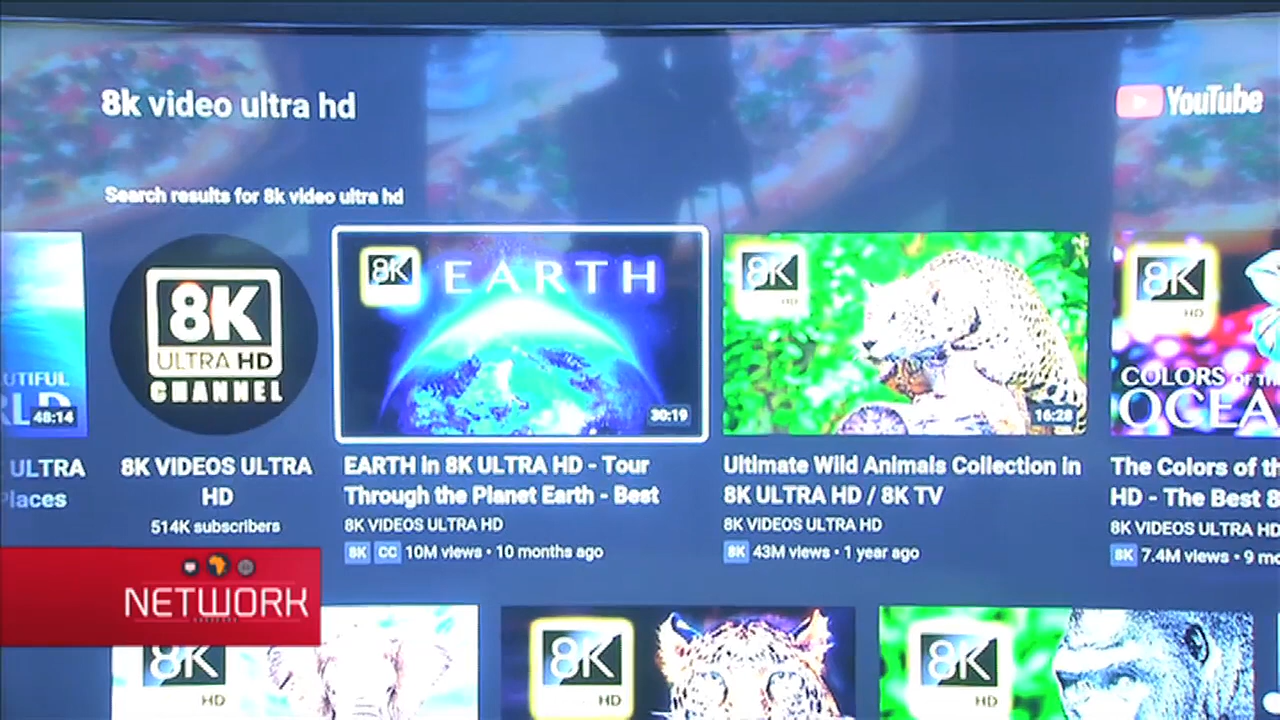 8k video ultra hd
YouTube
Search results for 8k video ultra hd
8K
ULTRA HD
CHANNEL
8K
EARTH
30:19
8K
HD
16:28
8K
HD
COLORS OF
OCEA
48:14
ULTRA
Places
8K VIDEOS ULTRA
HD
514K subscribers
EARTH in 8K ULTRA HD - Tour
Through the Planet Earth - Best
8K VIDEOS ULTRA HD
8K CC 10M views • 10 months ago
Ultimate Wild Animals Collection in
8K ULTRA HD / 8K TV
8K VIDEOS ULTRA HD
8K 43M views • 1 year ago
The Colors of th
HD - The Best 8
8K VIDEOS ULTRA HD
8K 7.4M views • 9 mo
NETWORK
8K
HD
8K
HD
8K
HD